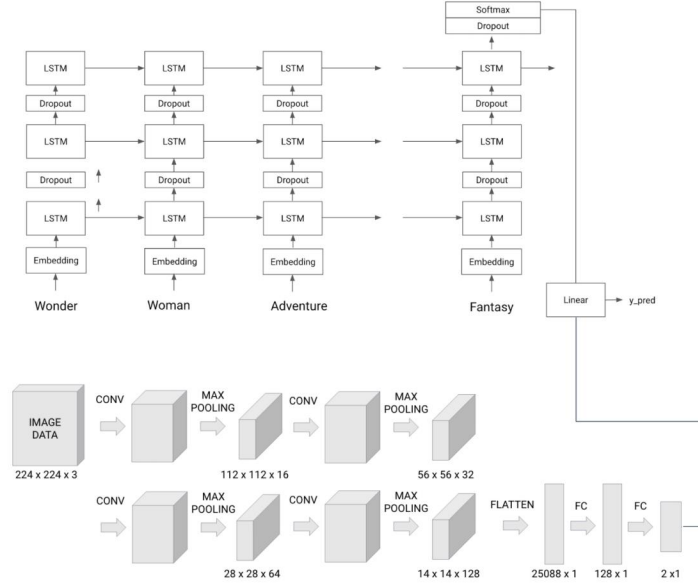 Softmax
Dropout
LSTM LSTM LSTM LSTM
Dropout Dropout Dropout Dropout
LSTM LSTM LSTM LSTM
Dropout Dropout Dropout Dropout
LSTM LSTM LSTM LSTM
Embedding Embedding Embedding Embedding
Wonder Woman Adventure Fantasy
Linear y_pred
IMAGE
DATA
224 x 224 x 3
CONV
MAX
POOLING
112 x 112 x 16
CONV
MAX
POOLING
56 x 56 x 32
CONV
MAX
POOLING
28 x 28 x 64
CONV
MAX
POOLING
14 x 14 x 128
FLATTEN
25088 x 1
FC
128 x 1
FC
2 x1